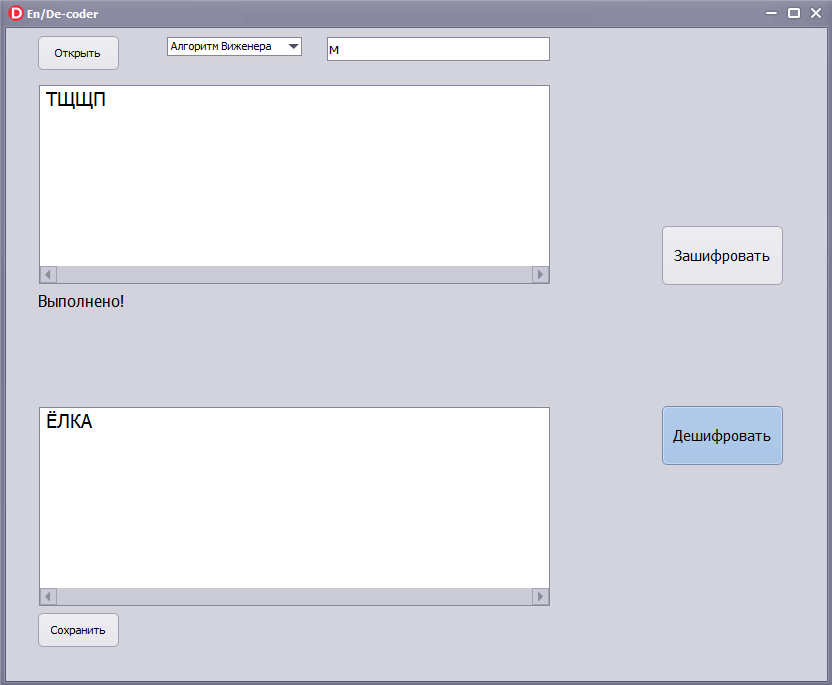 En/De-coder
Открыть
Алгоритм Виженера
м
ТЩЩП
Зашифровать
Выполнено!
ЁЛКА
Дешифровать
Сохранить